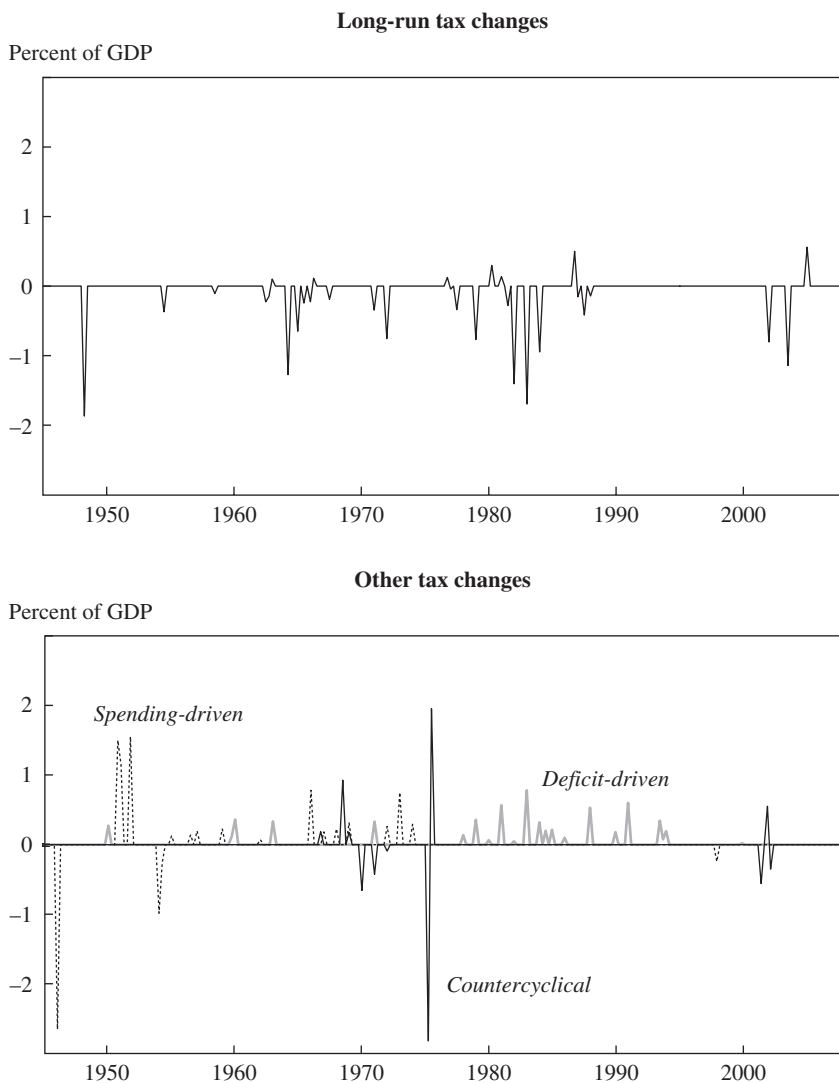 Long-run tax changes
Percent of GDP
2
1
0
–1
–2
1950 1960 1970 1980 1990 2000
Other tax changes
Percent of GDP
2
Spending-driven
1
Deficit-driven
0
–1
–2
Countercyclical
1950 1960 1970 1980 1990 2000